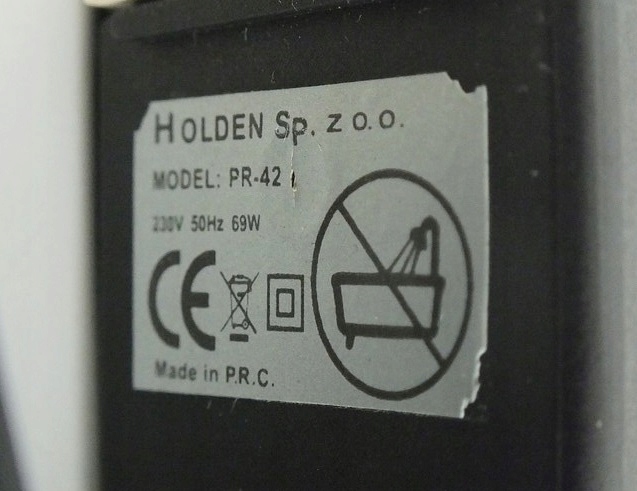 HOLDEN Sp. z o.o.
MODEL: PR-42
230V 50Hz 69W
CE
Made in P.R.C.